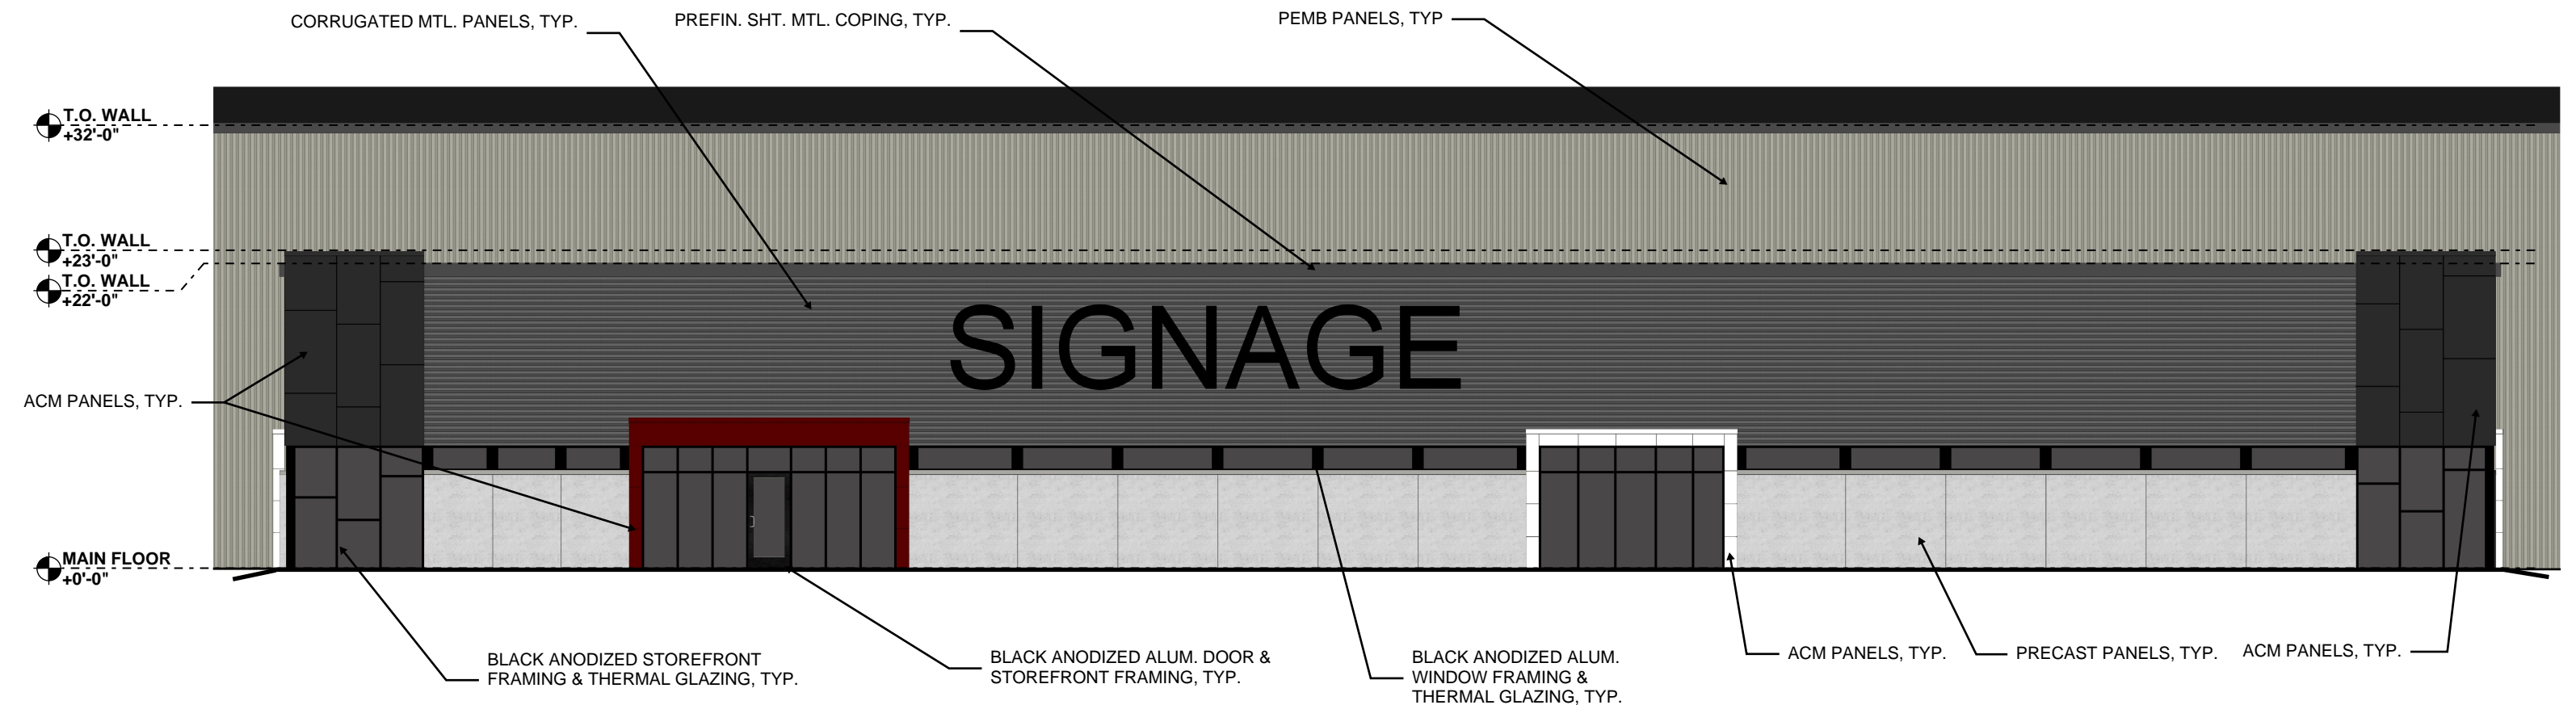 CORRUGATED MTL. PANELS, TYP.
PREFIN. SHT. MTL. COPING, TYP.
PEMB PANELS, TYP
T.O. WALL
+32'-0"
T.O. WALL
+23'-0"
T.O. WALL
+22'-0"
SIGNAGE
ACM PANELS, TYP.
MAIN FLOOR
+0'-0"
BLACK ANODIZED STOREFRONT
FRAMING & THERMAL GLAZING, TYP.
BLACK ANODIZED ALUM. DOOR &
STOREFRONT FRAMING, TYP.
BLACK ANODIZED ALUM.
WINDOW FRAMING &
THERMAL GLAZING, TYP.
ACM PANELS, TYP.
PRECAST PANELS, TYP.
ACM PANELS, TYP.